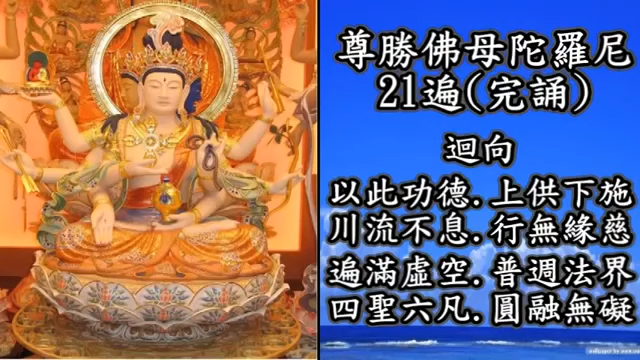 尊勝佛母陀羅尼
21遍(完誦)
迴向
以此功德.上供下施
川流不息.行無緣慈
遍滿虛空.普週法界
四聖六凡.圓融無礙